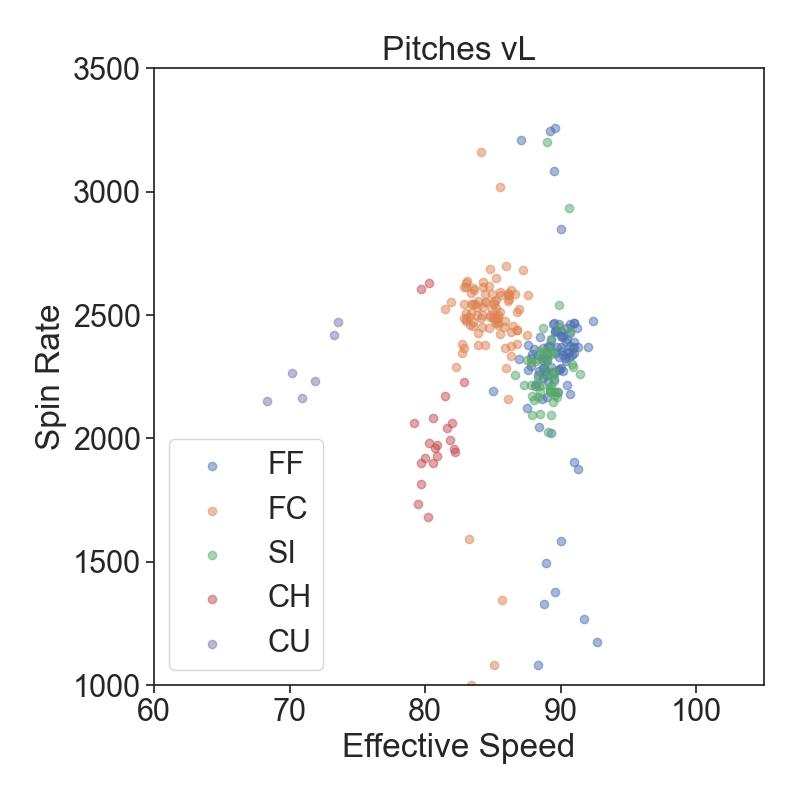 Pitches vL
3500
3000
2500
2000
1500
1000
Spin Rate
FF
FC
SI
CH
CU
60 70 80 90 100
Effective Speed